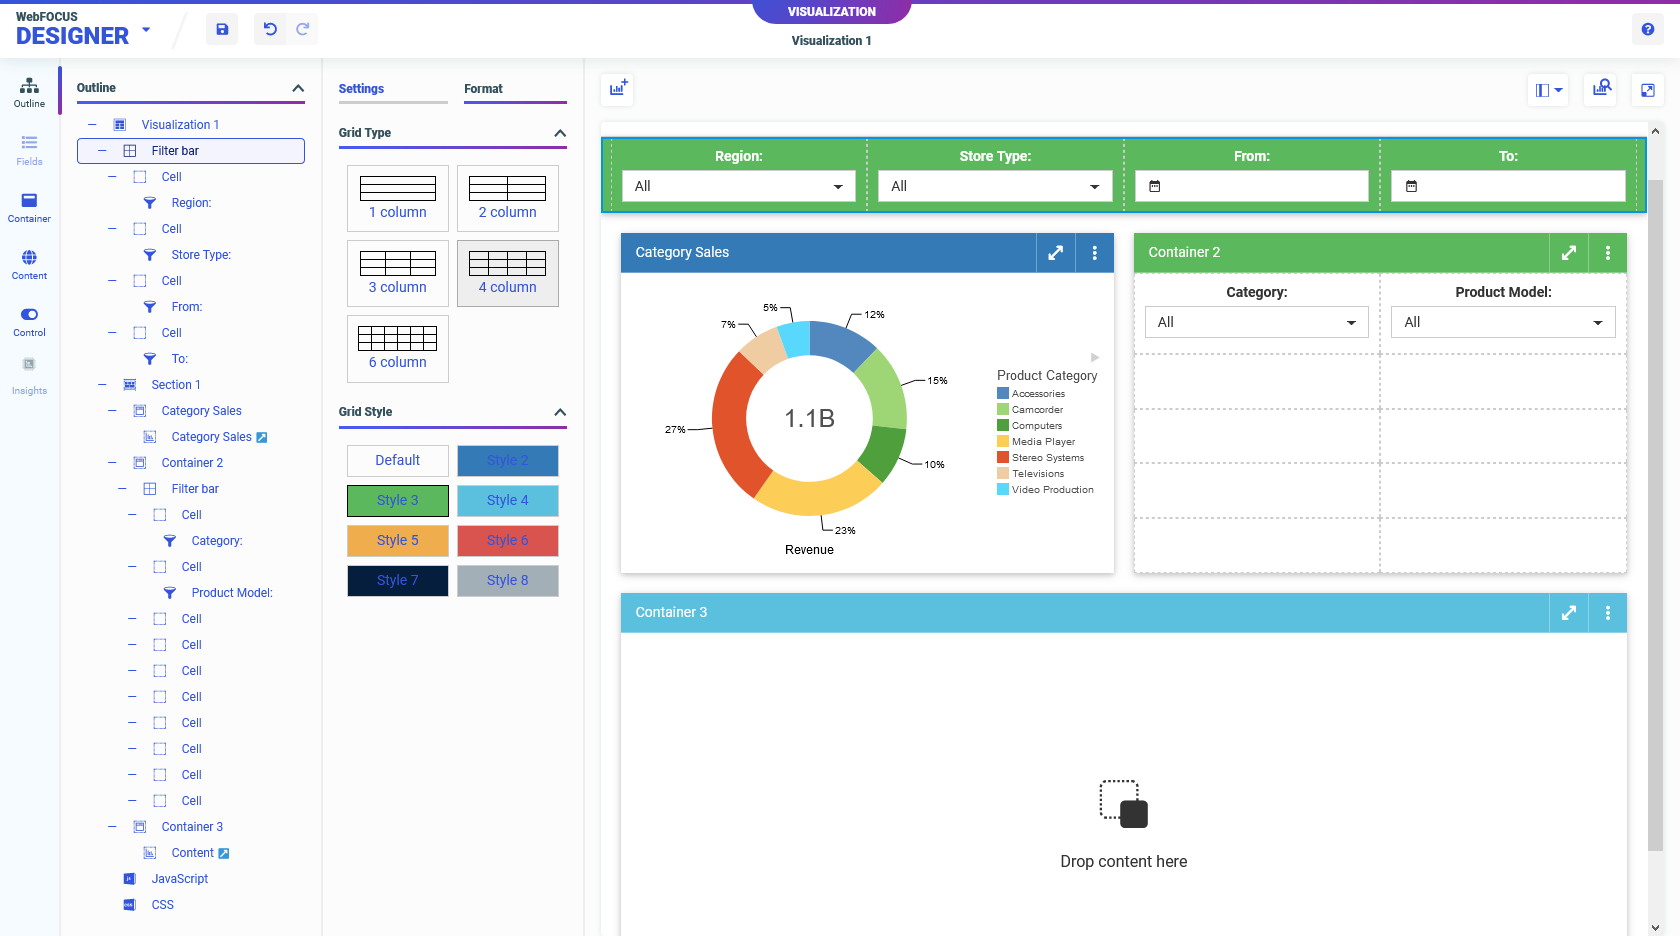 WebFOCUS
DESIGNER
VISUALIZATION
Visualization 1
Outline
Fields
Container
Content
Control
Insights
Outline
Visualization 1
Filter bar
Cell
Region:
Cell
Store Type:
Cell
From:
Cell
To:
Section 1
Category Sales
Category Sales
Container 2
Filter bar
Cell
Category:
Cell
Product Model:
Cell
Cell
Cell
Cell
Cell
Cell
Cell
Cell
Container 3
Content
JavaScript
CSS
Settings
Format
Grid Type
1 column
2 column
3 column
4 column
6 column
Grid Style
Default
Style 2
Style 3
Style 4
Style 5
Style 6
Style 7
Style 8
Region:
Store Type:
From:
To:
All
All
Category Sales
5%
12%
7%
15%
27%
10%
23%
1.1B
Revenue
Product Category
Accessories
Camcorder
Computers
Media Player
Stereo Systems
Televisions
Video Production
Container 2
Category:
Product Model:
All
All
Container 3
Drop content here